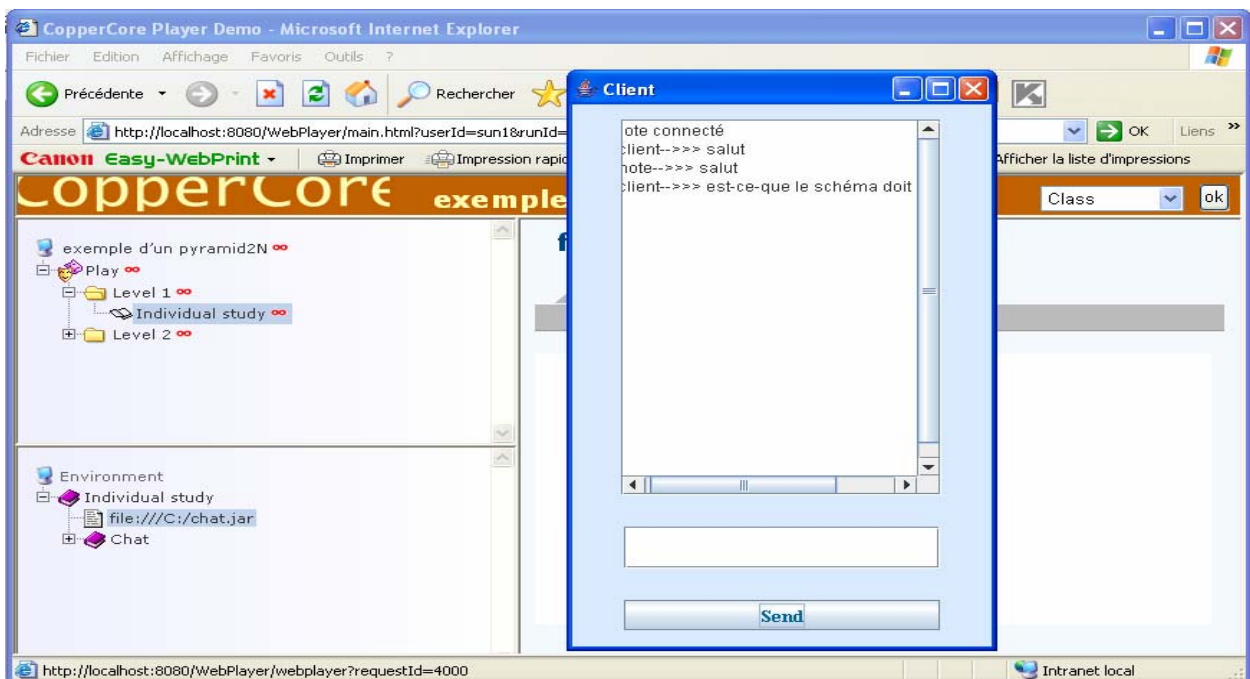 CopperCore Player Demo - Microsoft Internet Explorer
Fichier Edition Affichage Favoris Outils ?
Précédente Rechercher
Adresse http://localhost:8080/WebPlayer/main.html?userId=sun1&runId= OK Liens »
Canon Easy-WebPrint Imprimer Impression rapid Afficher la liste d'impressions
CopperCore exemple Class ok
exemple d'un pyramid2N
Play
Level 1
Individual study
Level 2
Environment
Individual study
file:///C:/chat.jar
Chat
f
Client
ote connecté
client-->>> salut
hote-->>> salut
client-->>> est-ce-que le schéma doit
Send
http://localhost:8080/WebPlayer/webplayer?requestId=4000 Intranet local